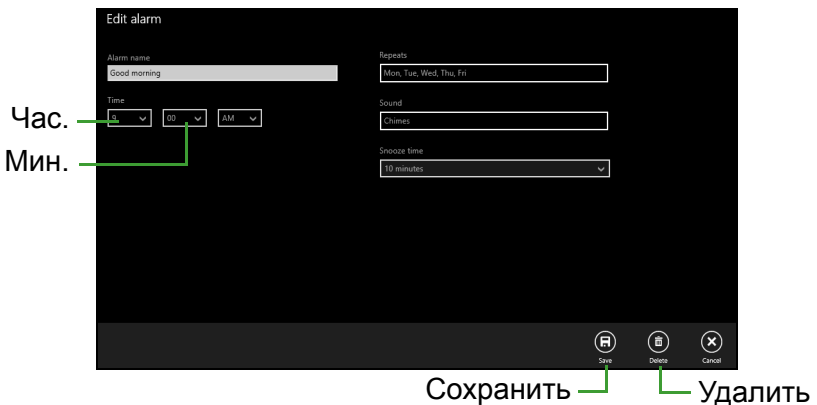 Edit alarm
Alarm name
Good morning
Time
9 00 AM
Repeats
Mon, Tue, Wed, Thu, Fri
Sound
Chimes
Snooze time
10 minutes
Час.
Мин.
Save Delete Cancel
Сохранить Удалить